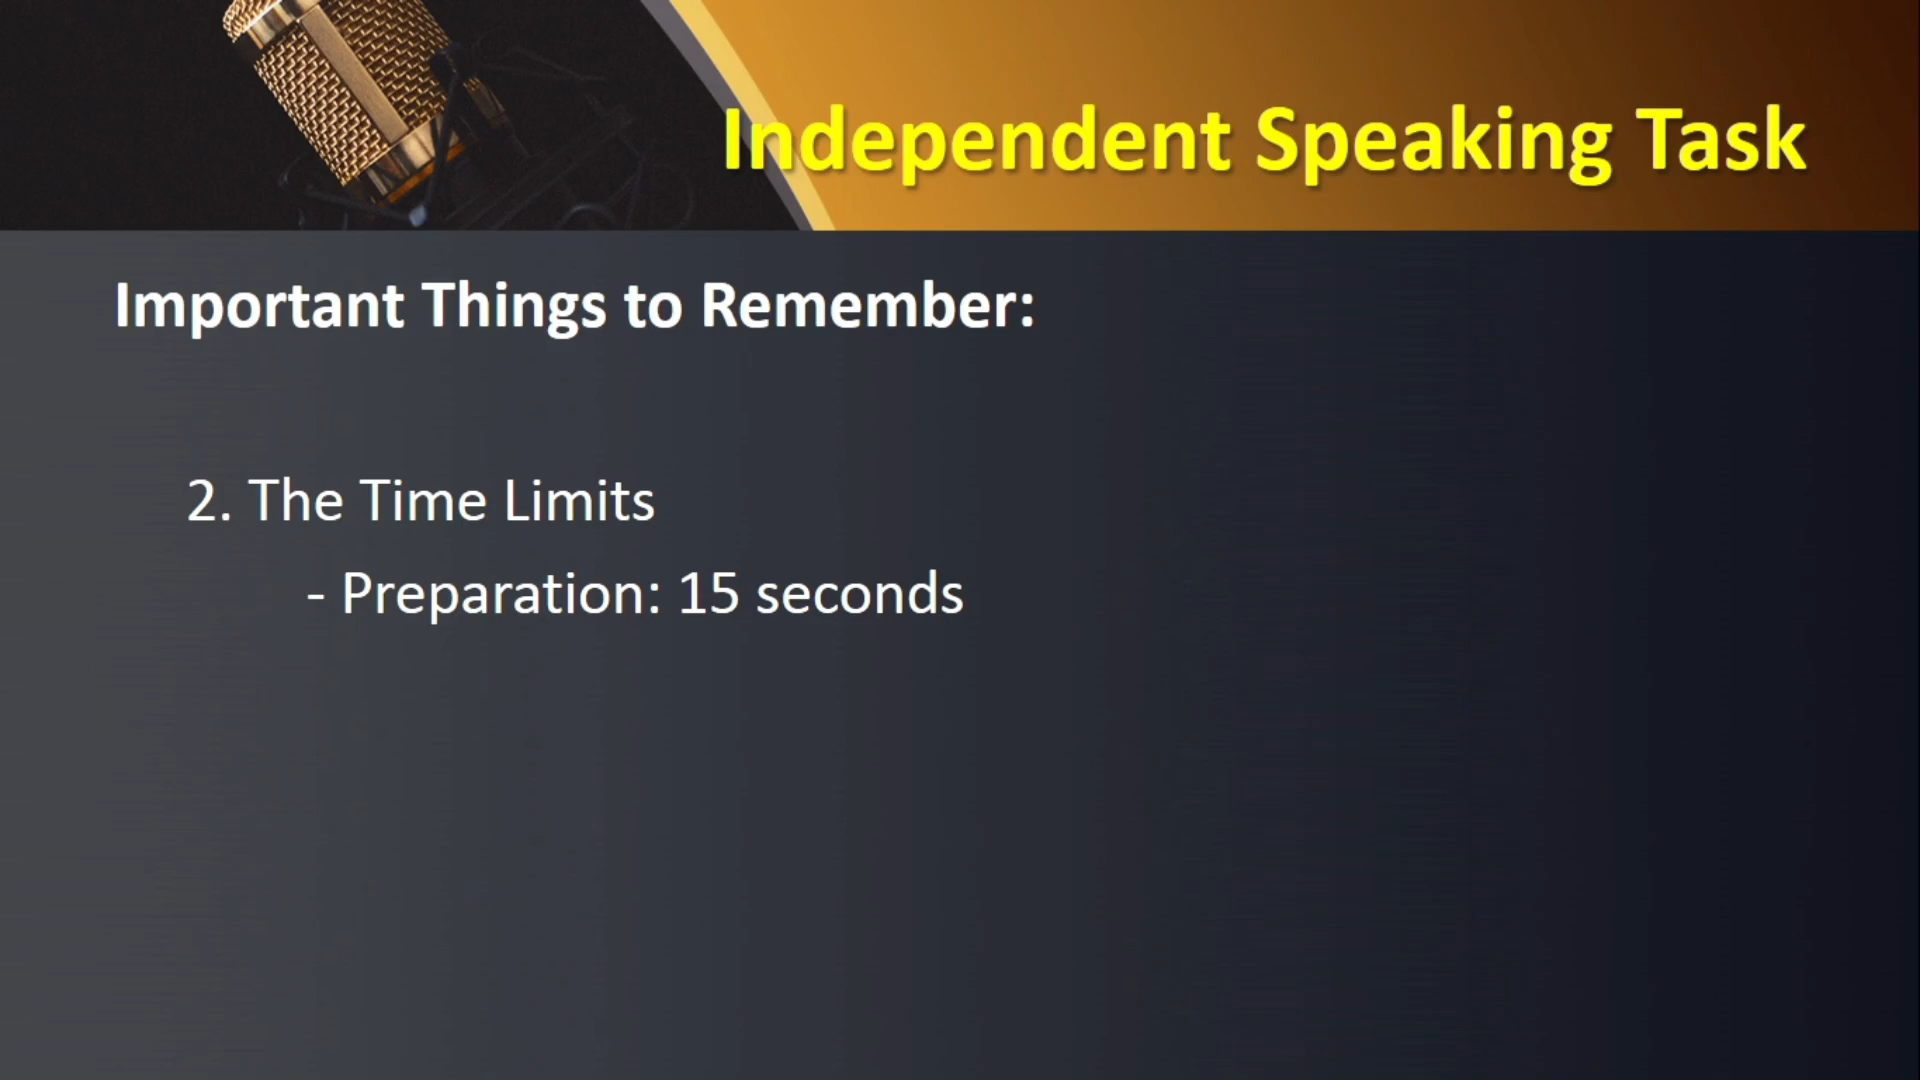 Independent Speaking Task
Important Things to Remember:
2. The Time Limits
- Preparation: 15 seconds